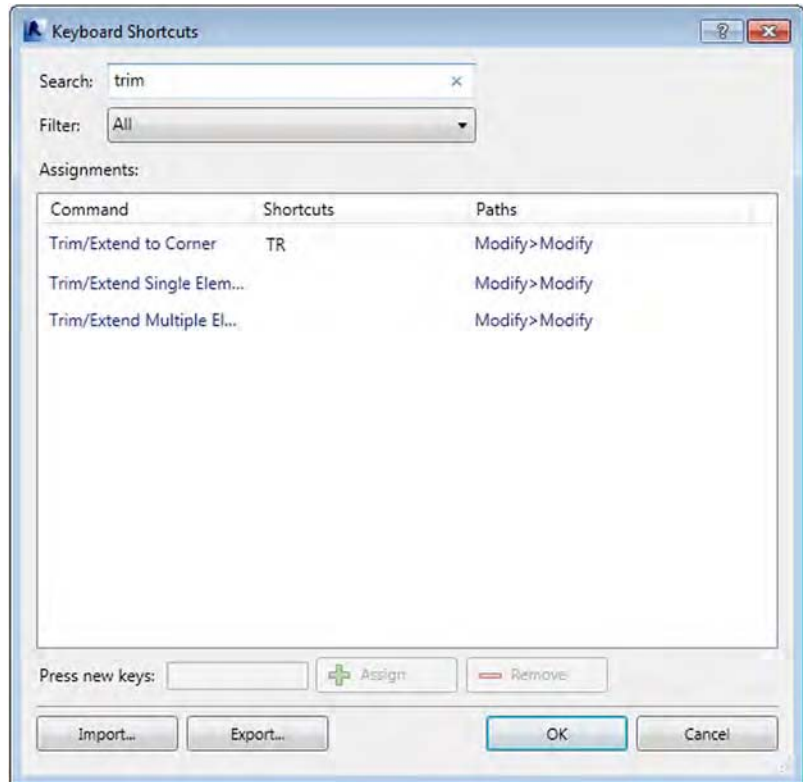 Keyboard Shortcuts
Search: trim
Filter: All
Assignments:
Command Shortcuts Paths
Trim/Extend to Corner TR Modify>Modify
Trim/Extend Single Elem... Modify>Modify
Trim/Extend Multiple El... Modify>Modify
Press new keys: Assign Remove
Import... Export... OK Cancel